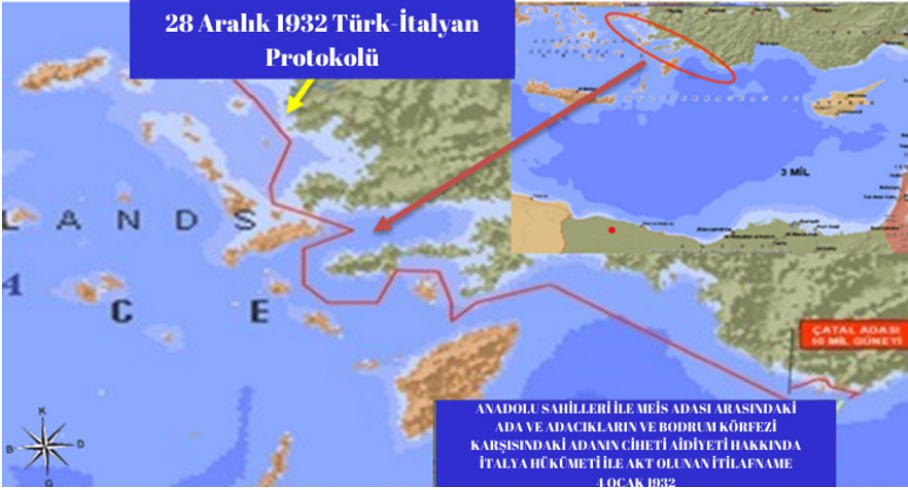 28 Aralık 1932 Türk-İtalyan
Protokolü
3 MİL
LANDS
4
C E
ÇATAL ADASI
10 MİL GÜNEYİ
K
B D
G
ANADOLU SAHİLLERİ İLE MEİS ADASI ARASINDAKİ
ADA VE ADACIKLARIN VE BODRUM KÖRFEZİ
KARŞISINDAKİ ADANIN CİHETİ AİDİYETİ HAKKINDA
İTALYA HÜKÜMETİ İLE AKT OLUNAN İTİLAFNAME
4 OCAK 1932